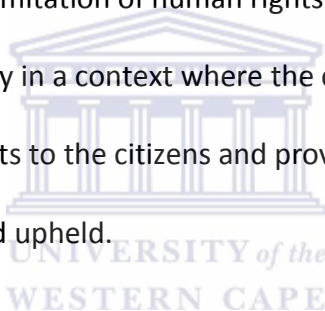 mitation of human rights
y in a context where the
ts to the citizens and prov
d upheld.
UNIVERSITY of the
WESTERN CAPE